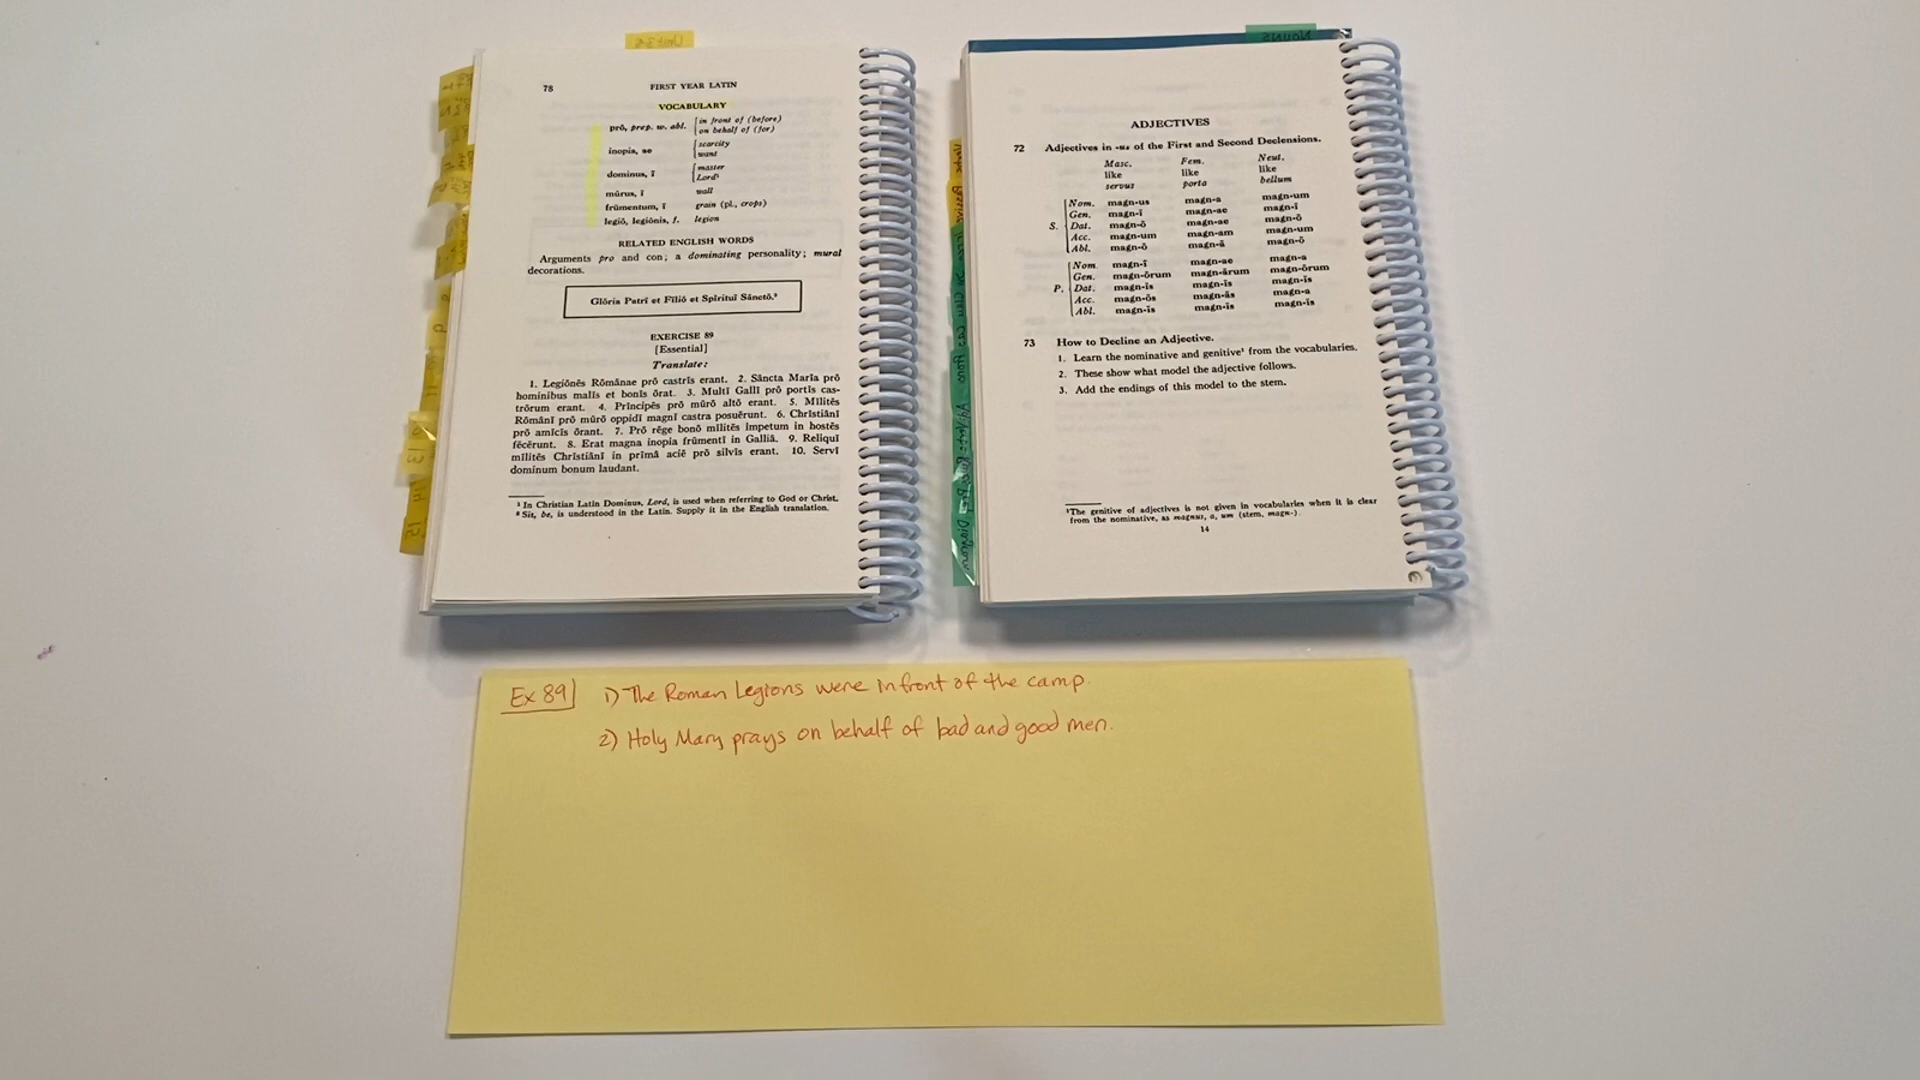 Unit 3-5
78
FIRST YEAR LATIN
VOCABULARY
prō, prep. w. abl. in front of (before)
on behalf of (for)
inopia, ae scarcity
want
dominus, ī master
Lord¹
mūrus, ī wall
frūmentum, ī grain (pl., crops)
legiō, legiōnis, f. legion
RELATED ENGLISH WORDS
Arguments pro and con; a dominating personality; mural
decorations.
Glōria Patrī et Fīliō et Spīrituī Sānctō.²
EXERCISE 89
[Essential]
Translate:
1. Legiōnēs Rōmānae prō castrīs erant. 2. Sāncta Marīa prō
hominibus malīs et bonīs ōrat. 3. Multī Gallī prō portīs cas-
trōrum erant. 4. Prīncipēs prō mūrō altō erant. 5. Mīlitēs
Rōmānī prō mūrō oppidī magnī castra posuērunt. 6. Chrīstiānī
prō amīcīs ōrant. 7. Prō rēge bonō mīlitēs impetum in hostēs
fēcērunt. 8. Erat magna inopia frūmentī in Galliā. 9. Reliquī
mīlitēs Chrīstiānī in prīmā aciē prō silvīs erant. 10. Servī
dominum bonum laudant.
¹ In Christian Latin Dominus, Lord, is used when referring to God or Christ.
² Sit, be, is understood in the Latin. Supply it in the English translation.
Nouns
ADJECTIVES
72 Adjectives in -us of the First and Second Declensions.
Masc. Fem. Neut.
like like like
servus porta bellum
Nom. magn-us magn-a magn-um
Gen. magn-ī magn-ae magn-ī
S. Dat. magn-ō magn-ae magn-ō
Acc. magn-um magn-am magn-um
Abl. magn-ō magn-ā magn-ō
Nom. magn-ī magn-ae magn-a
Gen. magn-ōrum magn-ārum magn-ōrum
P. Dat. magn-īs magn-īs magn-īs
Acc. magn-ōs magn-ās magn-a
Abl. magn-īs magn-īs magn-īs
73 How to Decline an Adjective.
1. Learn the nominative and genitive¹ from the vocabularies.
2. These show what model the adjective follows.
3. Add the endings of this model to the stem.
¹The genitive of adjectives is not given in vocabularies when it is clear
from the nominative, as magnus, a, um (stem, magn-).
14
Ex 89 1) The Roman Legions were in front of the camp.
2) Holy Mary prays on behalf of bad and good men.